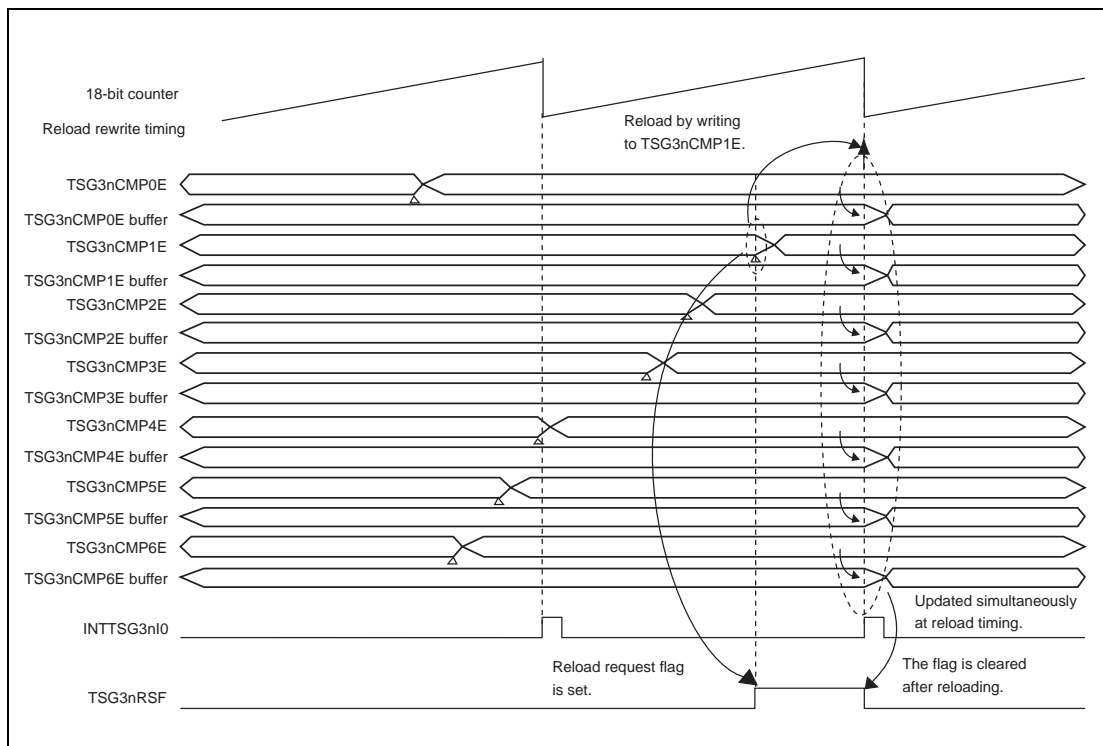 18-bit counter
Reload rewrite timing
Reload by writing
to TSG3nCMP1E.
TSG3nCMP0E
TSG3nCMP0E buffer
TSG3nCMP1E
TSG3nCMP1E buffer
TSG3nCMP2E
TSG3nCMP2E buffer
TSG3nCMP3E
TSG3nCMP3E buffer
TSG3nCMP4E
TSG3nCMP4E buffer
TSG3nCMP5E
TSG3nCMP5E buffer
TSG3nCMP6E
TSG3nCMP6E buffer
Updated simultaneously
at reload timing.
INTTSG3nI0
Reload request flag
is set.
The flag is cleared
after reloading.
TSG3nRSF